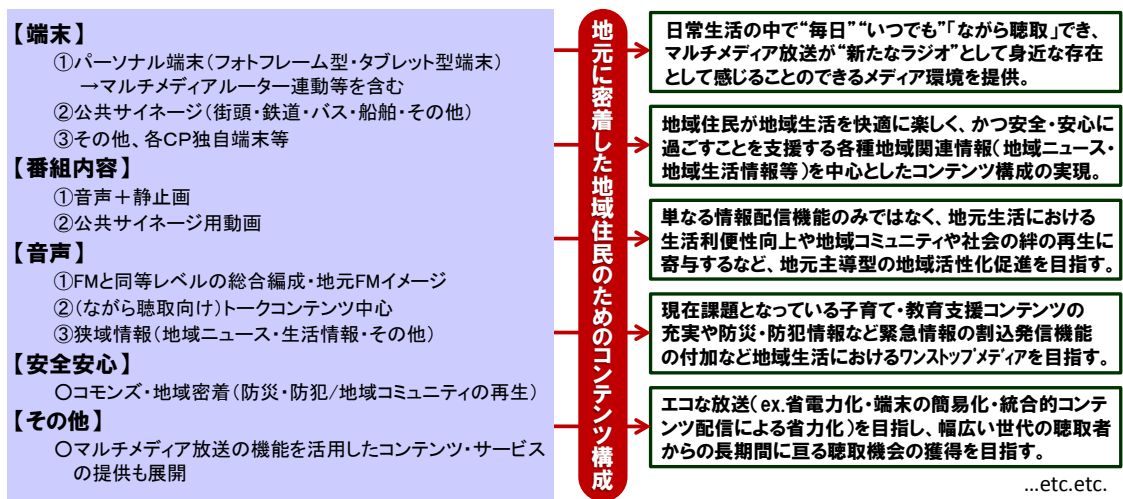 【端末】
①パーソナル端末（フォトフレーム型・タブレット型端末）
→マルチメディアルーター連動等を含む
②公共サイネージ（街頭・鉄道・バス・船舶・その他）
③その他、各CP独自端末等
【番組内容】
①音声＋静止画
②公共サイネージ用動画
【音声】
①FMと同等レベルの総合編成・地元FMイメージ
②（ながら聴取向け）トークコンテンツ中心
③狭域情報（地域ニュース・生活情報・その他）
【安全安心】
○コモンズ・地域密着（防災・防犯/地域コミュニティの再生）
【その他】
○マルチメディア放送の機能を活用したコンテンツ・サービス
の提供も展開
地元に密着した地域住民のためのコンテンツ構成
日常生活の中で“毎日”“いつでも”「ながら聴取」でき、
マルチメディア放送が“新たなラジオ”として身近な存在
として感じることのできるメディア環境を提供。
地域住民が地域生活を快適に楽しく、かつ安全・安心に
過ごすことを支援する各種地域関連情報（地域ニュース・
地域生活情報等）を中心としたコンテンツ構成の実現。
単なる情報配信機能のみではなく、地元生活における
生活利便性向上や地域コミュニティや社会の絆の再生に
寄与するなど、地元主導型の地域活性化促進を目指す。
現在課題となっている子育て・教育支援コンテンツの
充実や防災・防犯情報など緊急情報の割込発信機能
の付加など地域生活におけるワンストップメディアを目指す。
エコな放送（ex.省電力化・端末の簡易化・統合的コンテ
ンツ配信による省力化）を目指し、幅広い世代の聴取者
からの長期間に亘る聴取機会の獲得を目指す。
…etc.etc.